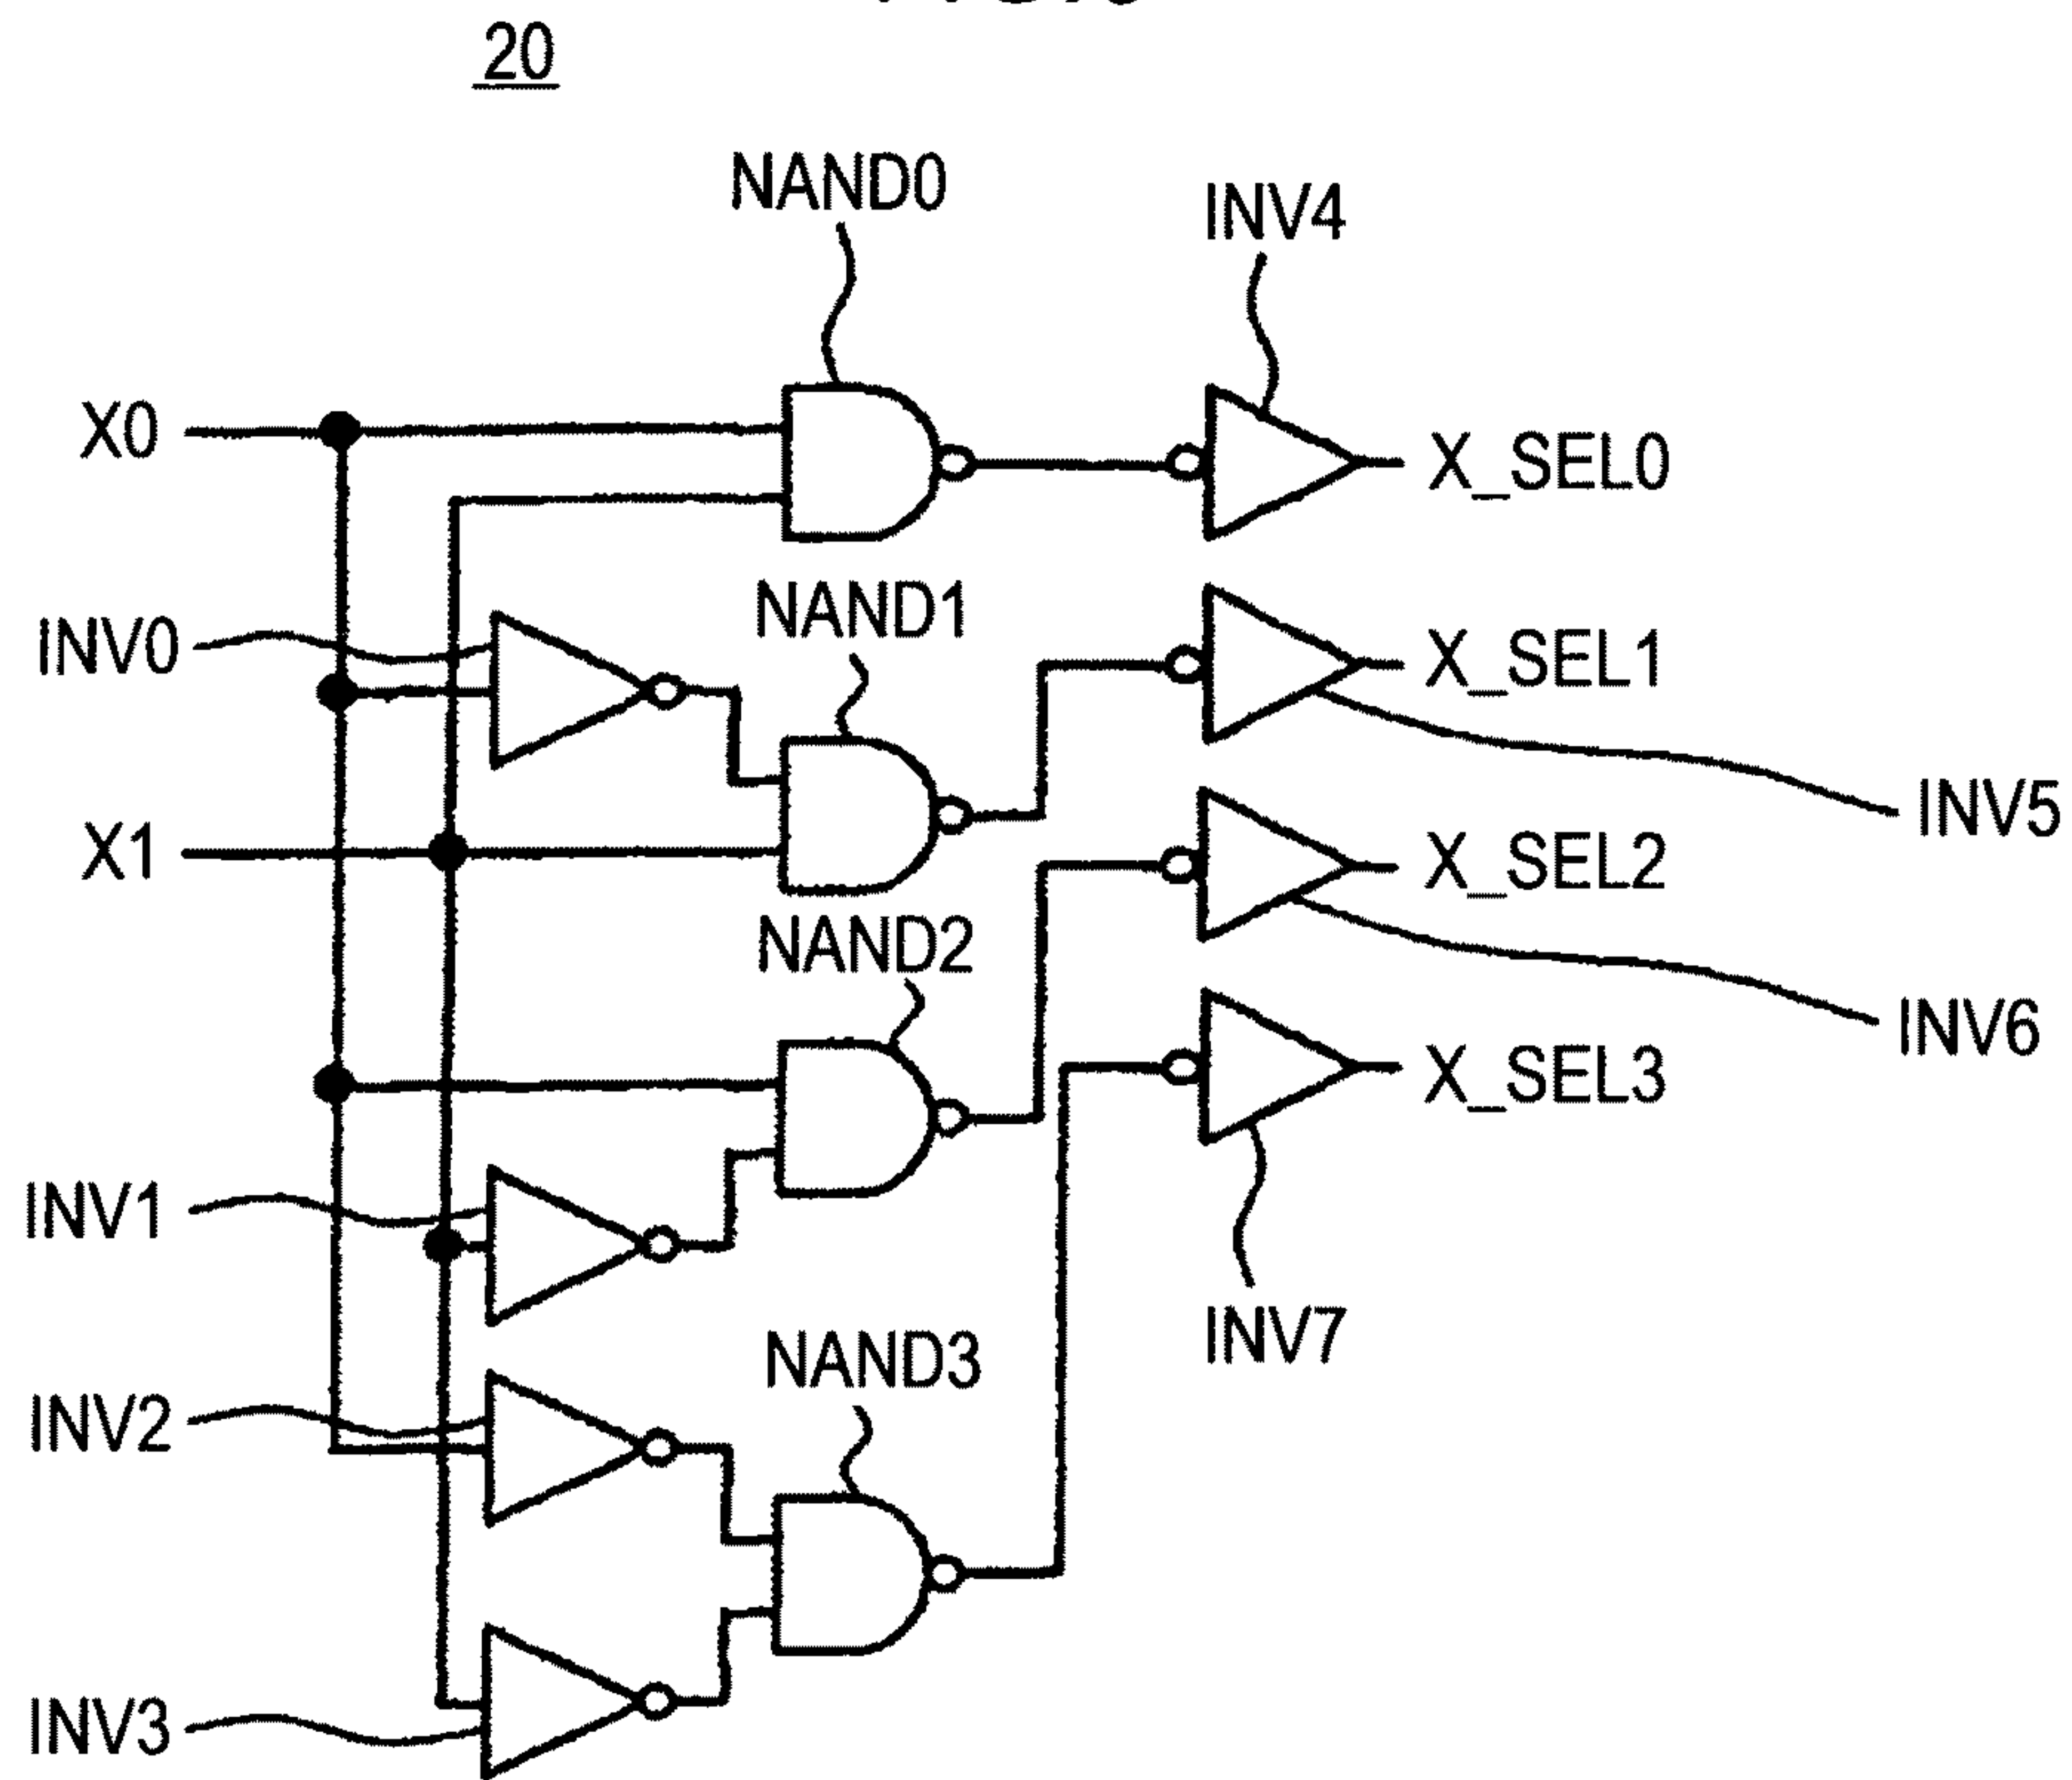 20
NAND0
INV4
X0
X_SEL0
NAND1
INV0
X_SEL1
INV5
X1
X_SEL2
NAND2
INV6
X_SEL3
INV1
INV7
NAND3
INV2
INV3